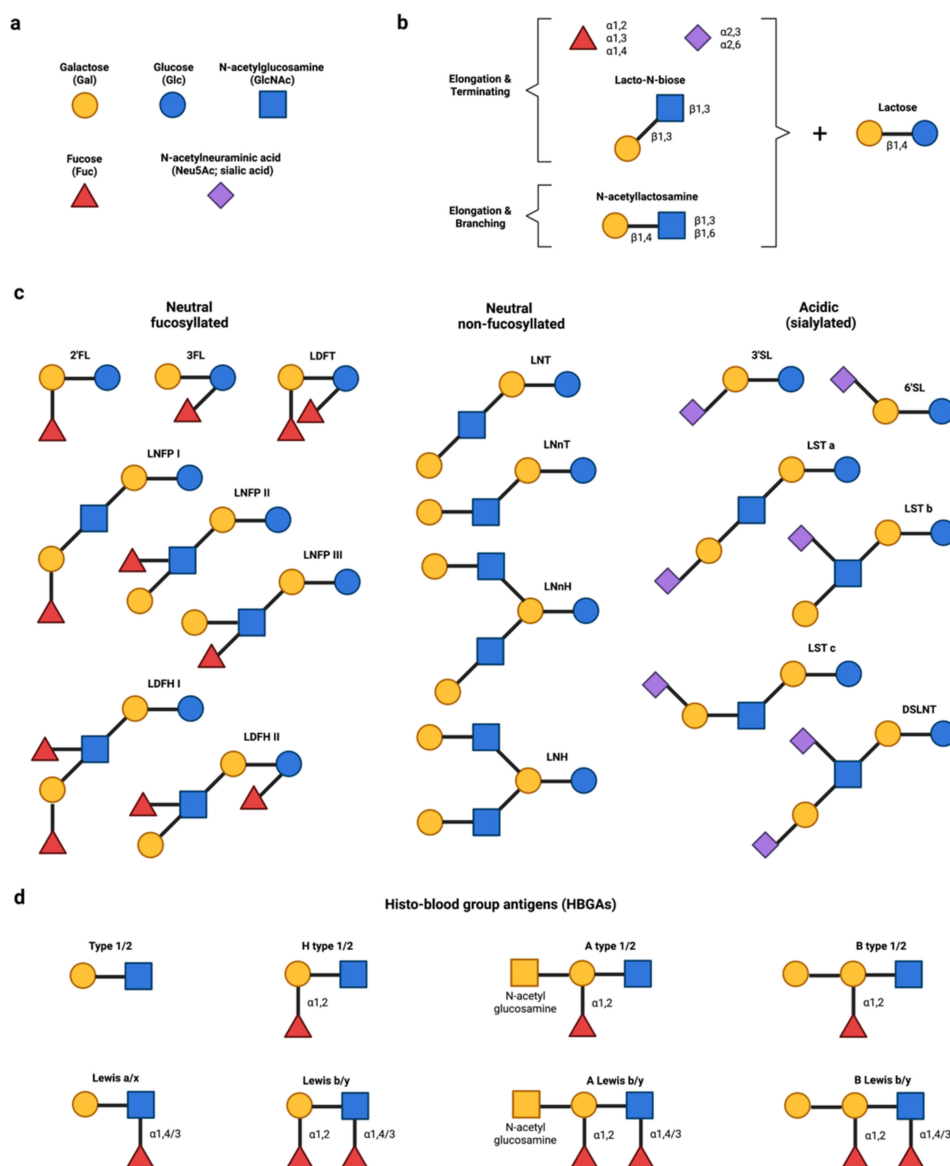 a
Galactose
(Gal)
Glucose
(Glc)
N-acetylglucosamine
(GlcNAc)
Fucose
(Fuc)
N-acetylneuraminic acid
(Neu5Ac; sialic acid)
b
Elongation &
Terminating
α1,2
α1,3
α1,4
α2,3
α2,6
Lacto-N-biose
β1,3
β1,3
Elongation &
Branching
N-acetyllactosamine
β1,4
β1,3
β1,6
+
Lactose
β1,4
c
Neutral
fucosyllated
2'FL
3FL
LDFT
LNFP I
LNFP II
LNFP III
LDFH I
LDFH II
Neutral
non-fucosyllated
LNT
LNnT
LNnH
LNH
Acidic
(sialylated)
3'SL
6'SL
LST a
LST b
LST c
DSLNT
d
Histo-blood group antigens (HBGAs)
Type 1/2
H type 1/2
α1,2
A type 1/2
N-acetyl
glucosamine
α1,2
B type 1/2
α1,2
Lewis a/x
α1,4/3
Lewis b/y
α1,2
α1,4/3
A Lewis b/y
N-acetyl
glucosamine
α1,2
α1,4/3
B Lewis b/y
α1,2
α1,4/3